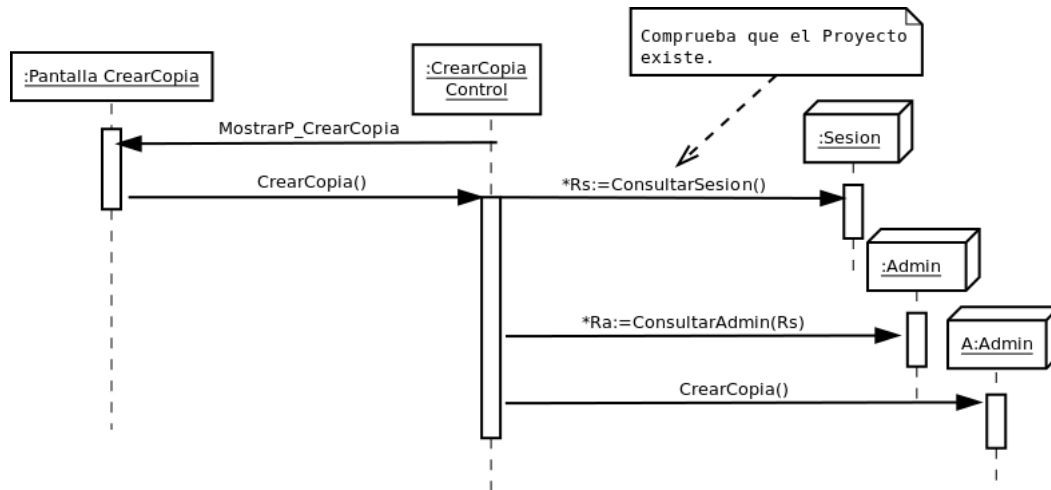 Comprueba que el Proyecto
existe.
:Pantalla CrearCopia
:CrearCopia
Control
:Sesion
MostrarP_CrearCopia
CrearCopia()
*Rs:=ConsultarSesion()
:Admin
*Ra:=ConsultarAdmin(Rs)
A:Admin
CrearCopia()